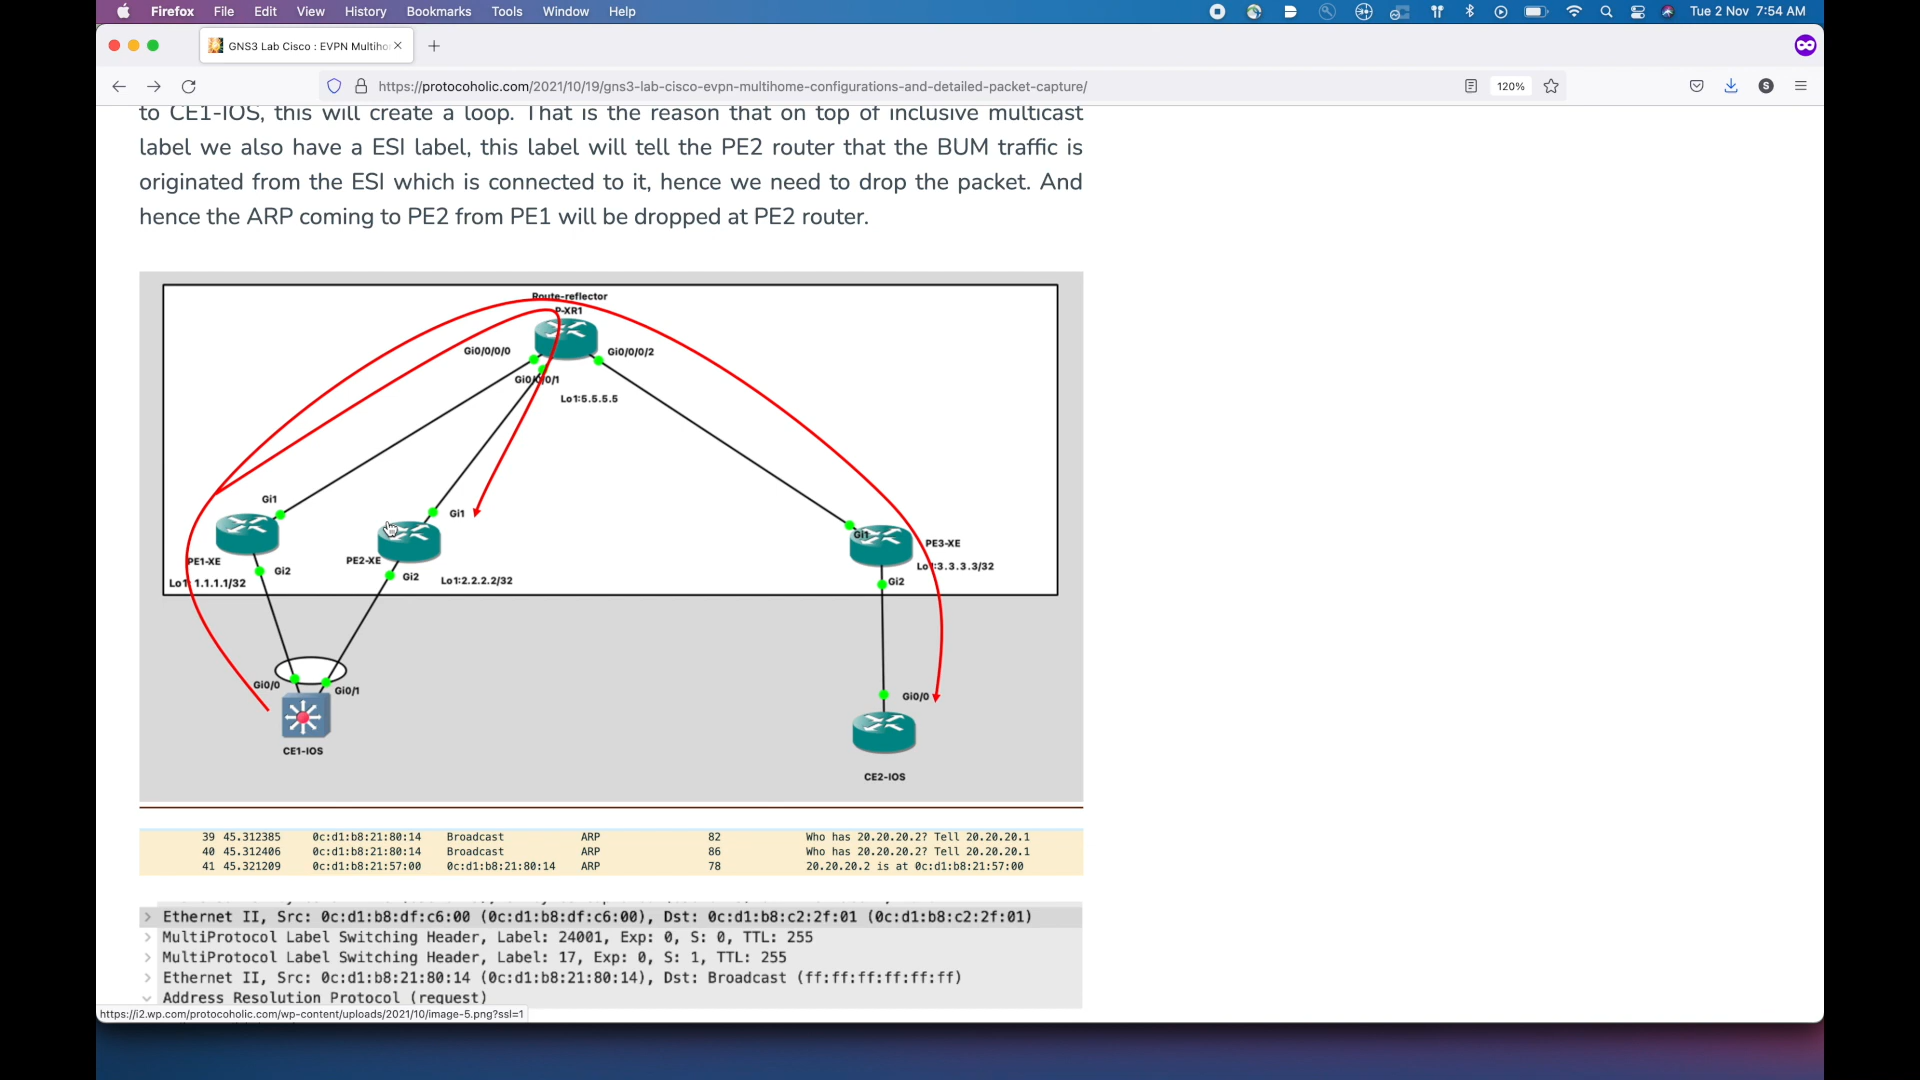 Firefox File Edit View History Bookmarks Tools Window Help Tue 2 Nov 7:54 AM
GNS3 Lab Cisco : EVPN Multiho
https://protocoholic.com/2021/10/19/gns3-lab-cisco-evpn-multihome-configurations-and-detailed-packet-capture/ 120% S
to CE1-IOS, this will create a loop. That is the reason that on top of inclusive multicast
label we also have a ESI label, this label will tell the PE2 router that the BUM traffic is
originated from the ESI which is connected to it, hence we need to drop the packet. And
hence the ARP coming to PE2 from PE1 will be dropped at PE2 router.
Route-reflector
P-XR1
Gi0/0/0/0 Gi0/0/0/2
Gi0/0/0/1
Lo1:5.5.5.5
Gi1
Gi1
Gi1
PE3-XE
PE1-XE PE2-XE
Lo1:3.3.3.3/32
Gi2 Gi2 Lo1:2.2.2.2/32 Gi2
Lo1:1.1.1.1/32
Gi0/0 Gi0/1 Gi0/0
CE1-IOS
CE2-IOS
39 45.312385 0c:d1:b8:21:80:14 Broadcast ARP 82 Who has 20.20.20.2? Tell 20.20.20.1
40 45.312406 0c:d1:b8:21:80:14 Broadcast ARP 86 Who has 20.20.20.2? Tell 20.20.20.1
41 45.321209 0c:d1:b8:21:57:00 0c:d1:b8:21:80:14 ARP 78 20.20.20.2 is at 0c:d1:b8:21:57:00
Ethernet II, Src: 0c:d1:b8:df:c6:00 (0c:d1:b8:df:c6:00), Dst: 0c:d1:b8:c2:2f:01 (0c:d1:b8:c2:2f:01)
MultiProtocol Label Switching Header, Label: 24001, Exp: 0, S: 0, TTL: 255
MultiProtocol Label Switching Header, Label: 17, Exp: 0, S: 1, TTL: 255
Ethernet II, Src: 0c:d1:b8:21:80:14 (0c:d1:b8:21:80:14), Dst: Broadcast (ff:ff:ff:ff:ff:ff)
Address Resolution Protocol (request)
https://i2.wp.com/protocoholic.com/wp-content/uploads/2021/10/image-5.png?ssl=1